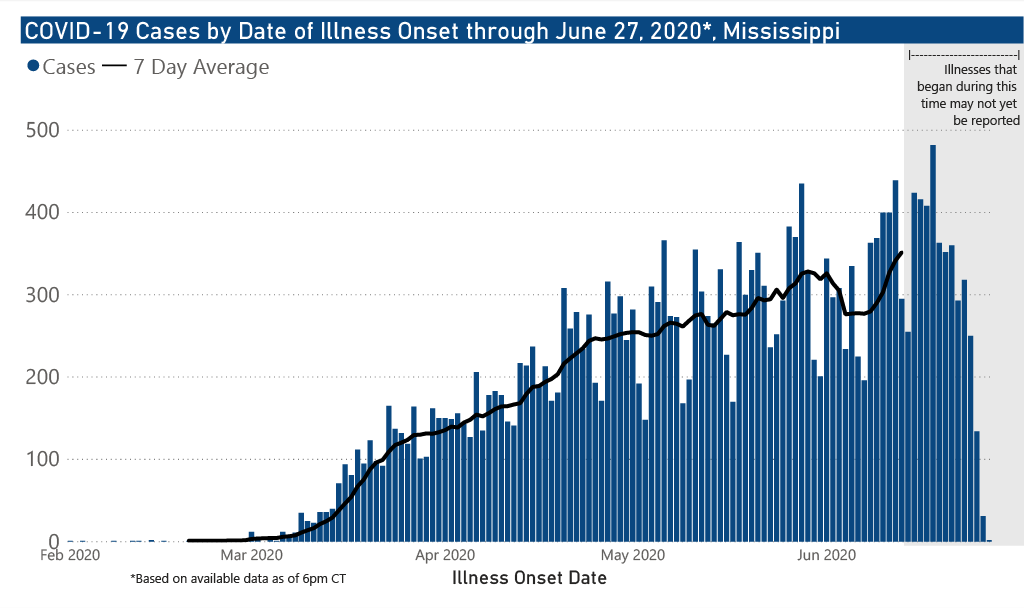 COVID-19 Cases by Date of Illness Onset through June 27, 2020*, Mississippi
Cases 7 Day Average
|--------------------------|
Illnesses that
began during this
time may not yet
be reported
500
400
300
200
100
0
Feb 2020 Mar 2020 Apr 2020 May 2020 Jun 2020
*Based on available data as of 6pm CT
Illness Onset Date